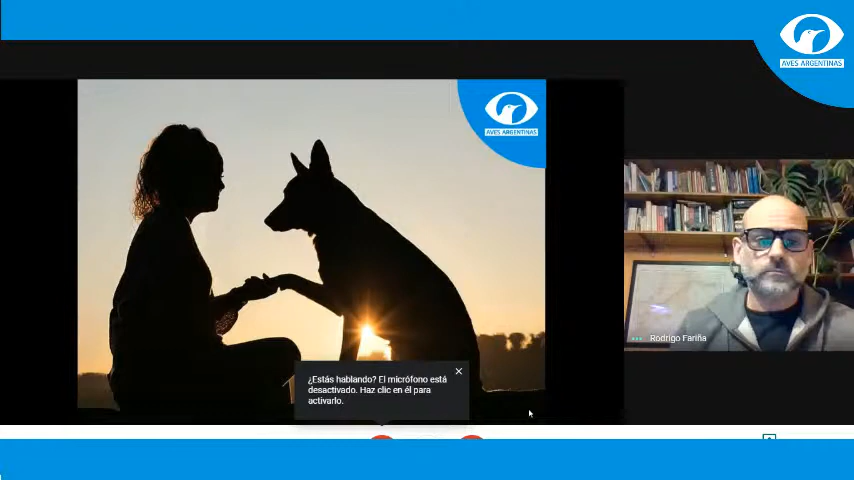 AVES ARGENTINAS
AVES ARGENTINAS
Rodrigo Fariña
¿Estás hablando? El micrófono está
desactivado. Haz clic en él para
activarlo.